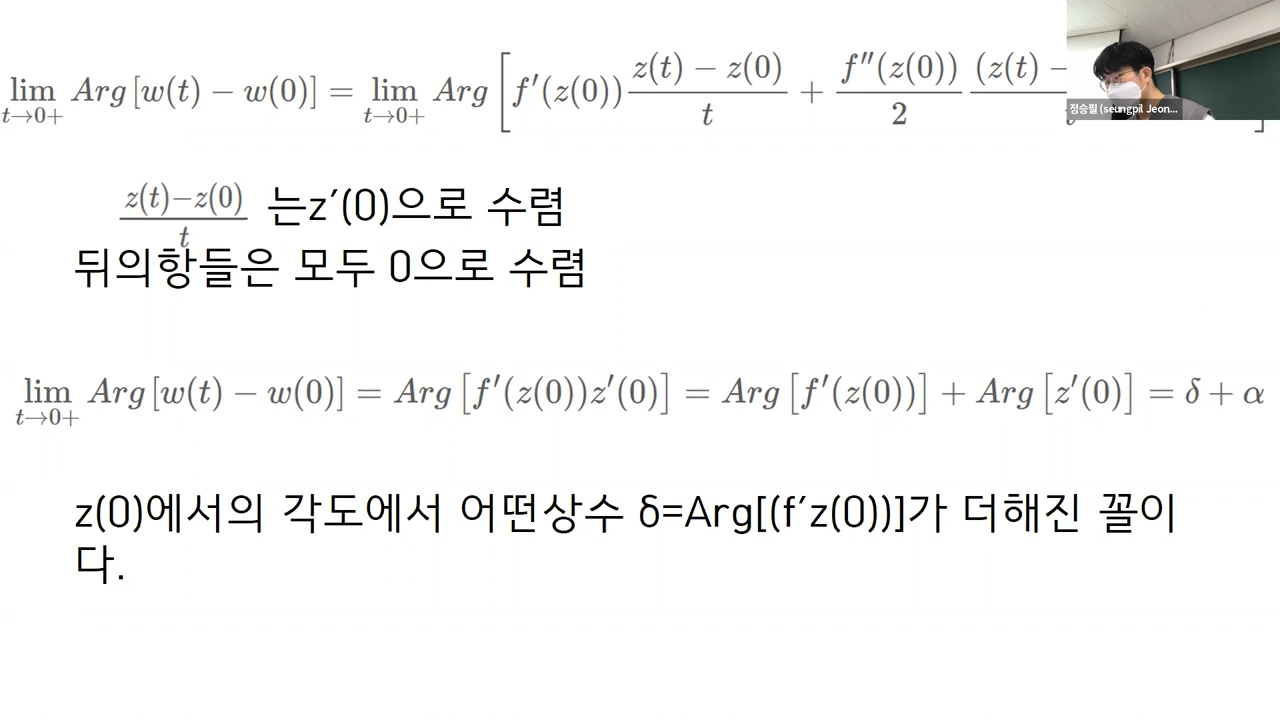 lim t→0+ Arg [w(t) − w(0)] = lim t→0+ Arg [ f′(z(0)) z(t) − z(0) / t + f″(z(0)) / 2 (z(t) − / t ]
정승필 (seungpil Jeon...
z(t)−z(0) / t 는z′(0)으로 수렴
뒤의항들은 모두 0으로 수렴
lim t→0+ Arg [w(t) − w(0)] = Arg [f′(z(0))z′(0)] = Arg [f′(z(0))] + Arg [z′(0)] = δ + α
z(0)에서의 각도에서 어떤상수 δ=Arg[(f′z(0))]가 더해진 꼴이
다.